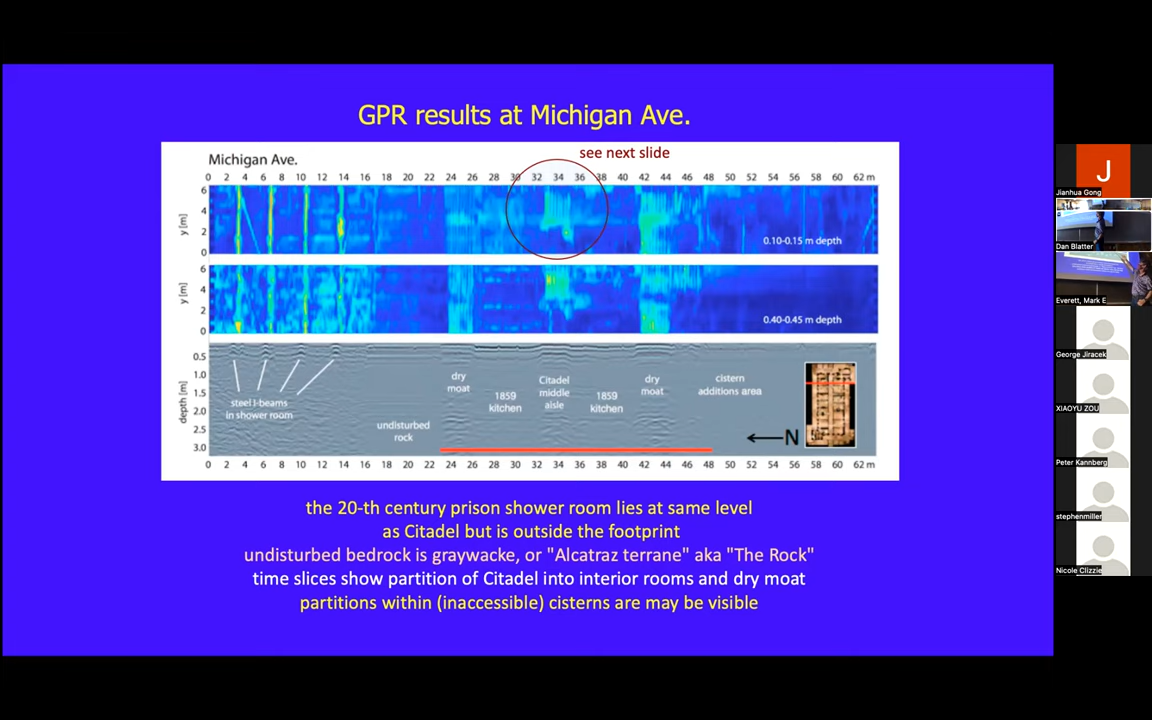 GPR results at Michigan Ave.
see next slide
Michigan Ave.
0 2 4 6 8 10 12 14 16 18 20 22 24 26 28 30 32 34 36 38 40 42 44 46 48 50 52 54 56 58 60 62 m
6
4
2
0
y [m]
0.10-0.15 m depth
6
4
2
0
y [m]
0.40-0.45 m depth
0.5
1.0
1.5
2.0
2.5
3.0
depth [m]
steel I-beams
in shower room
undisturbed
rock
dry
moat
1859
kitchen
Citadel
middle
aisle
1859
kitchen
dry
moat
cistern
additions area
N
0 2 4 6 8 10 12 14 16 18 20 22 24 26 28 30 32 34 36 38 40 42 44 46 48 50 52 54 56 58 60 62 m
the 20-th century prison shower room lies at same level
as Citadel but is outside the footprint
undisturbed bedrock is graywacke, or "Alcatraz terrane" aka "The Rock"
time slices show partition of Citadel into interior rooms and dry moat
partitions within (inaccessible) cisterns are may be visible
J
Jianhua Gong
Dan Blatter
Everett, Mark E
George Jiracek
XIAOYU ZOU
Peter Kannberg
stephenmiller
Nicole Clizzie